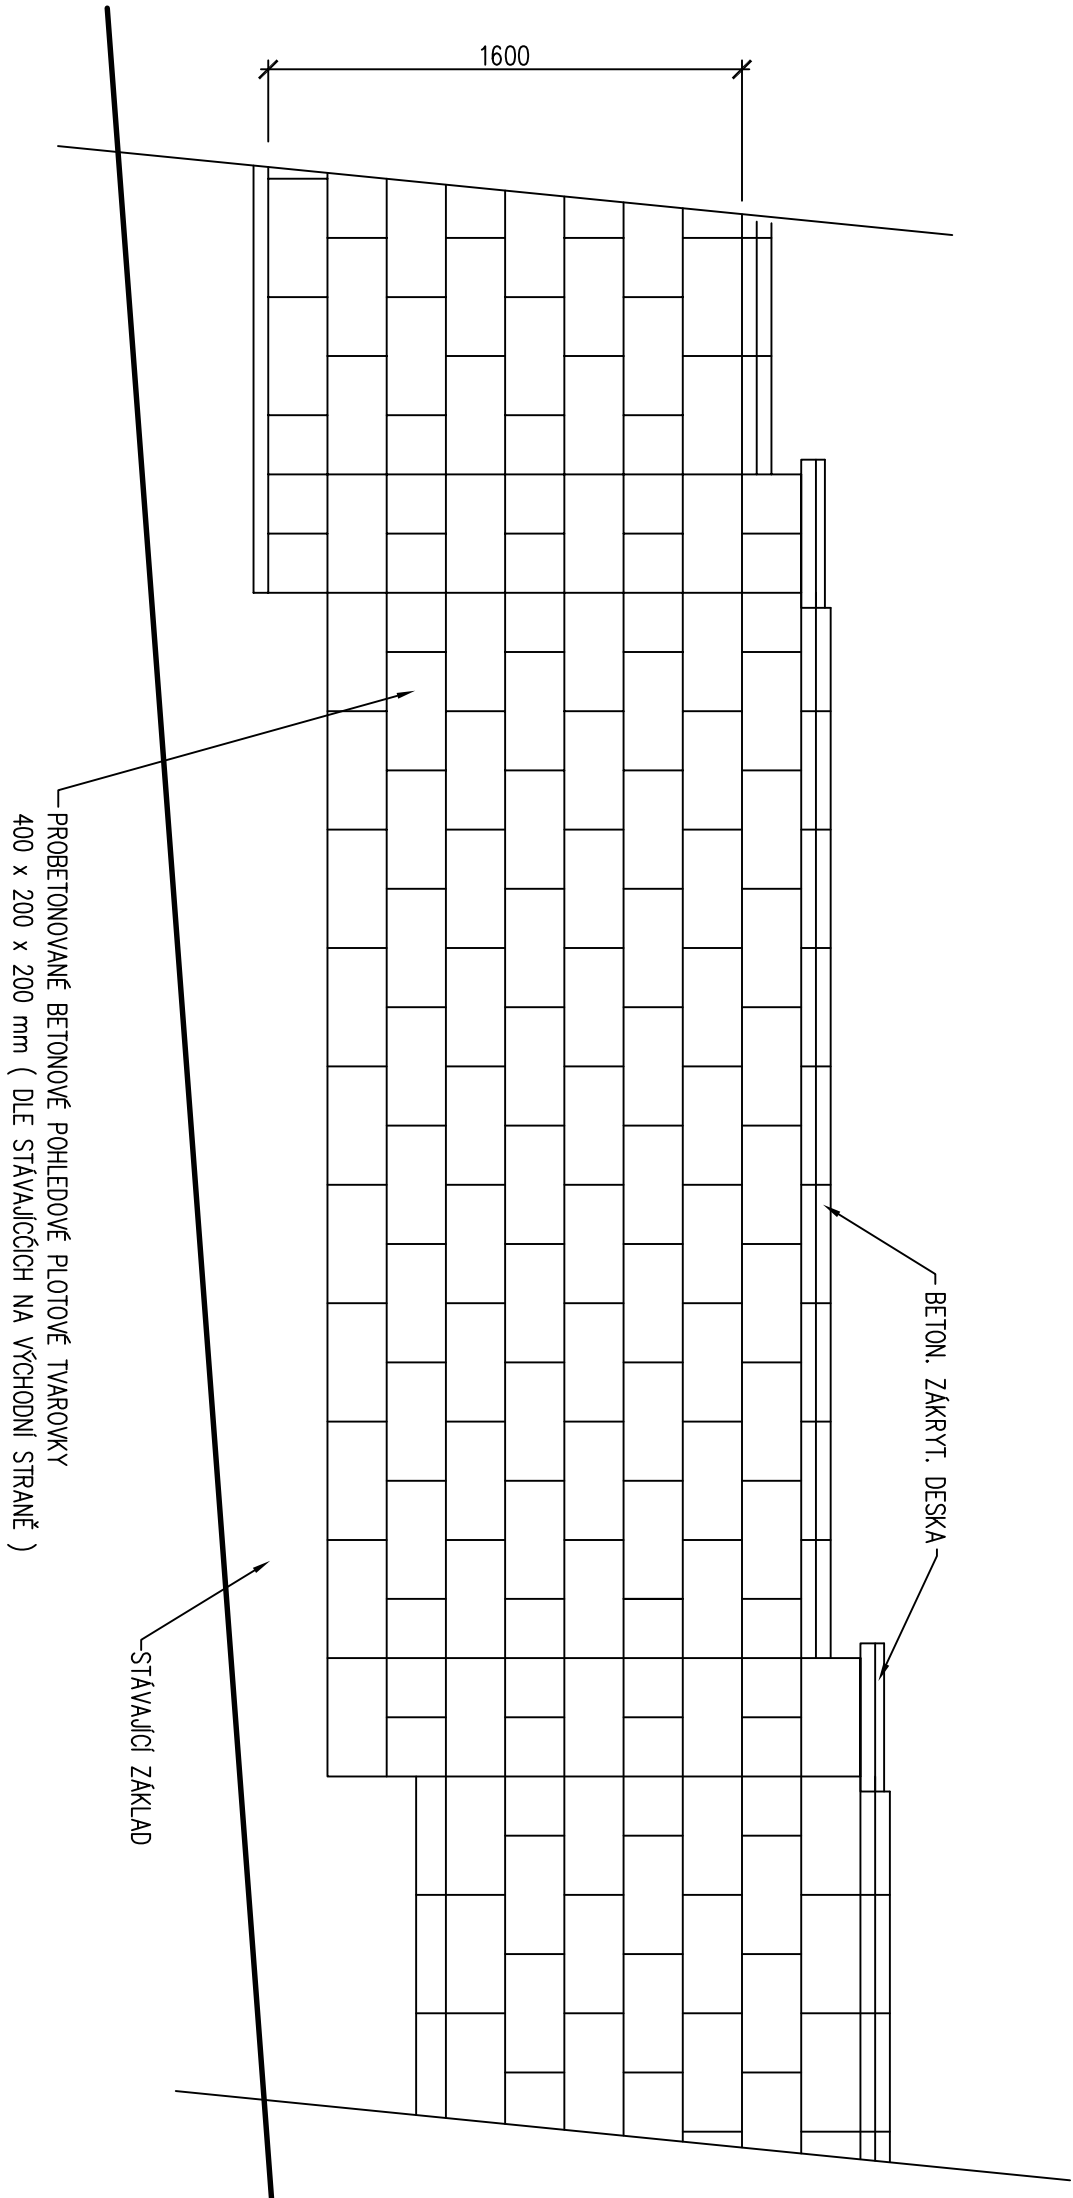 1600
BETON. ZÁKRYT. DESKA
PROBETONOVANÉ BETONOVÉ POHLEDOVÉ PLOTOVÉ TVAROVKY
400 x 200 x 200 mm ( DLE STÁVAJÍCĆICH NA VÝCHODNÍ STRANĚ )
STÁVAJÍCÍ ZÁKLAD